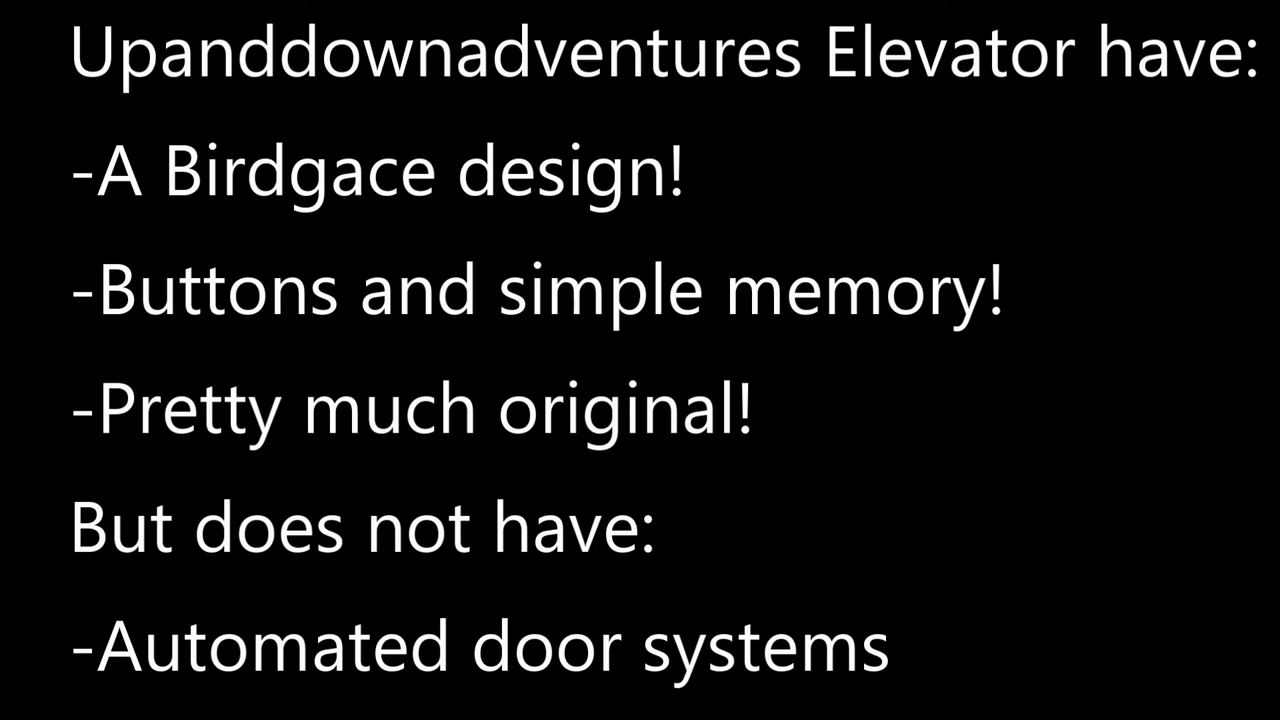 Upanddownadventures Elevator have:
-A Birdgace design!
-Buttons and simple memory!
-Pretty much original!
But does not have:
-Automated door systems